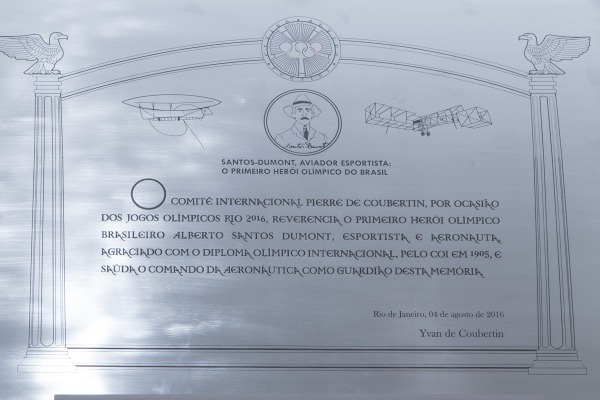 Santos-Dumont
SANTOS-DUMONT, AVIADOR ESPORTISTA:
O PRIMEIRO HERÓI OLÍMPICO DO BRASIL
O COMITÊ INTERNACIONAL PIERRE DE COUBERTIN, POR OCASIÃO
DOS JOGOS OLÍMPICOS RIO 2016, REVERENCIA O PRIMEIRO HERÓI OLÍMPICO
BRASILEIRO ALBERTO SANTOS DUMONT, ESPORTISTA E AERONAUTA,
AGRACIADO COM O DIPLOMA OLÍMPICO INTERNACIONAL, PELO COI EM 1905, E
SAÚDA O COMANDO DA AERONÁUTICA COMO GUARDIÃO DESTA MEMÓRIA.
Rio de Janeiro, 04 de agosto de 2016
Yvan de Coubertin